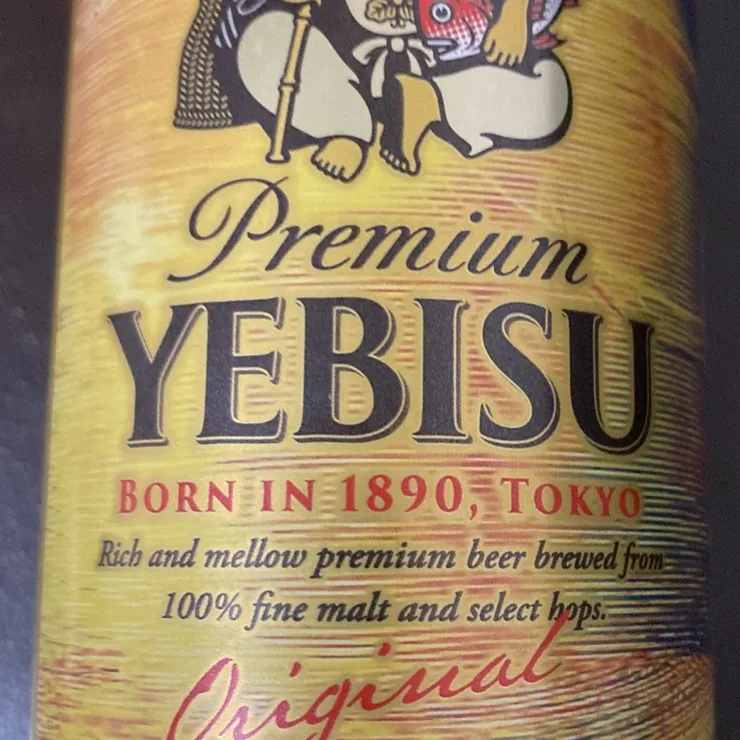 Premium
YEBISU
BORN IN 1890, TOKYO
Rich and mellow premium beer brewed from
100% fine malt and select hops.
Original